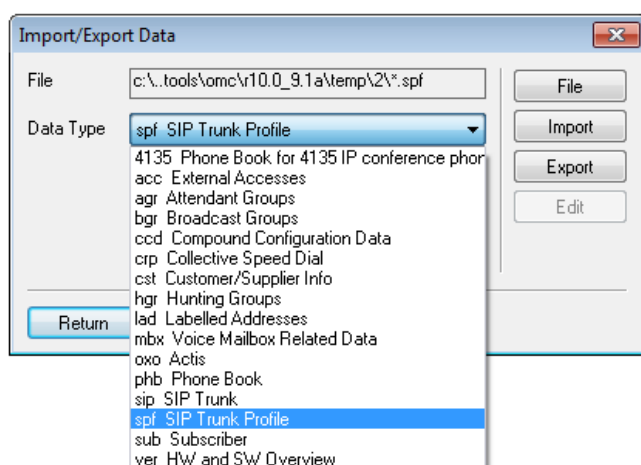 Import/Export Data
File
c:\..tools\omc\r10.0_9.1a\temp\2\*.spf
File
Data Type
spf SIP Trunk Profile
Import
4135 Phone Book for 4135 IP conference phor
Export
acc External Accesses
agr Attendant Groups
Edit
bgr Broadcast Groups
ccd Compound Configuration Data
crp Collective Speed Dial
cst Customer/Supplier Info
hgr Hunting Groups
Return
lad Labelled Addresses
mbx Voice Mailbox Related Data
oxo Actis
phb Phone Book
sip SIP Trunk
spf SIP Trunk Profile
sub Subscriber
ver HW and SW Overview